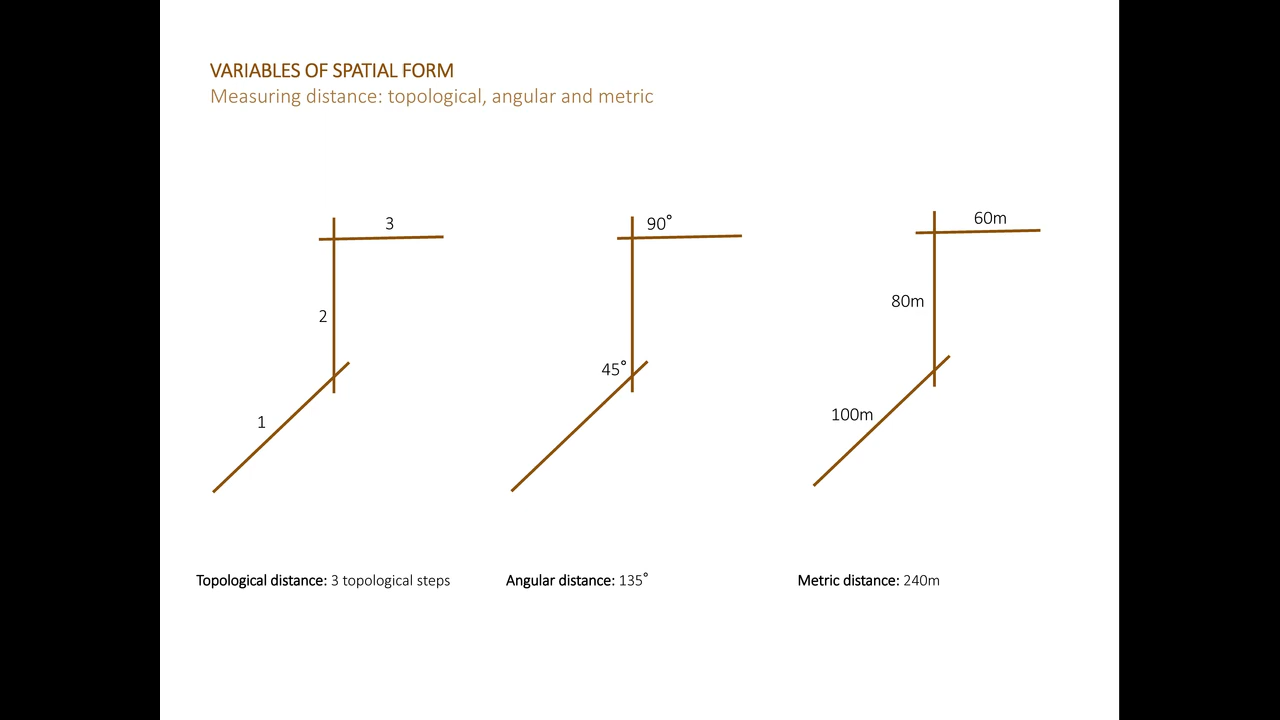 VARIABLES OF SPATIAL FORM
Measuring distance: topological, angular and metric
3
2
1
90°
45°
60m
80m
100m
Topological distance: 3 topological steps
Angular distance: 135°
Metric distance: 240m